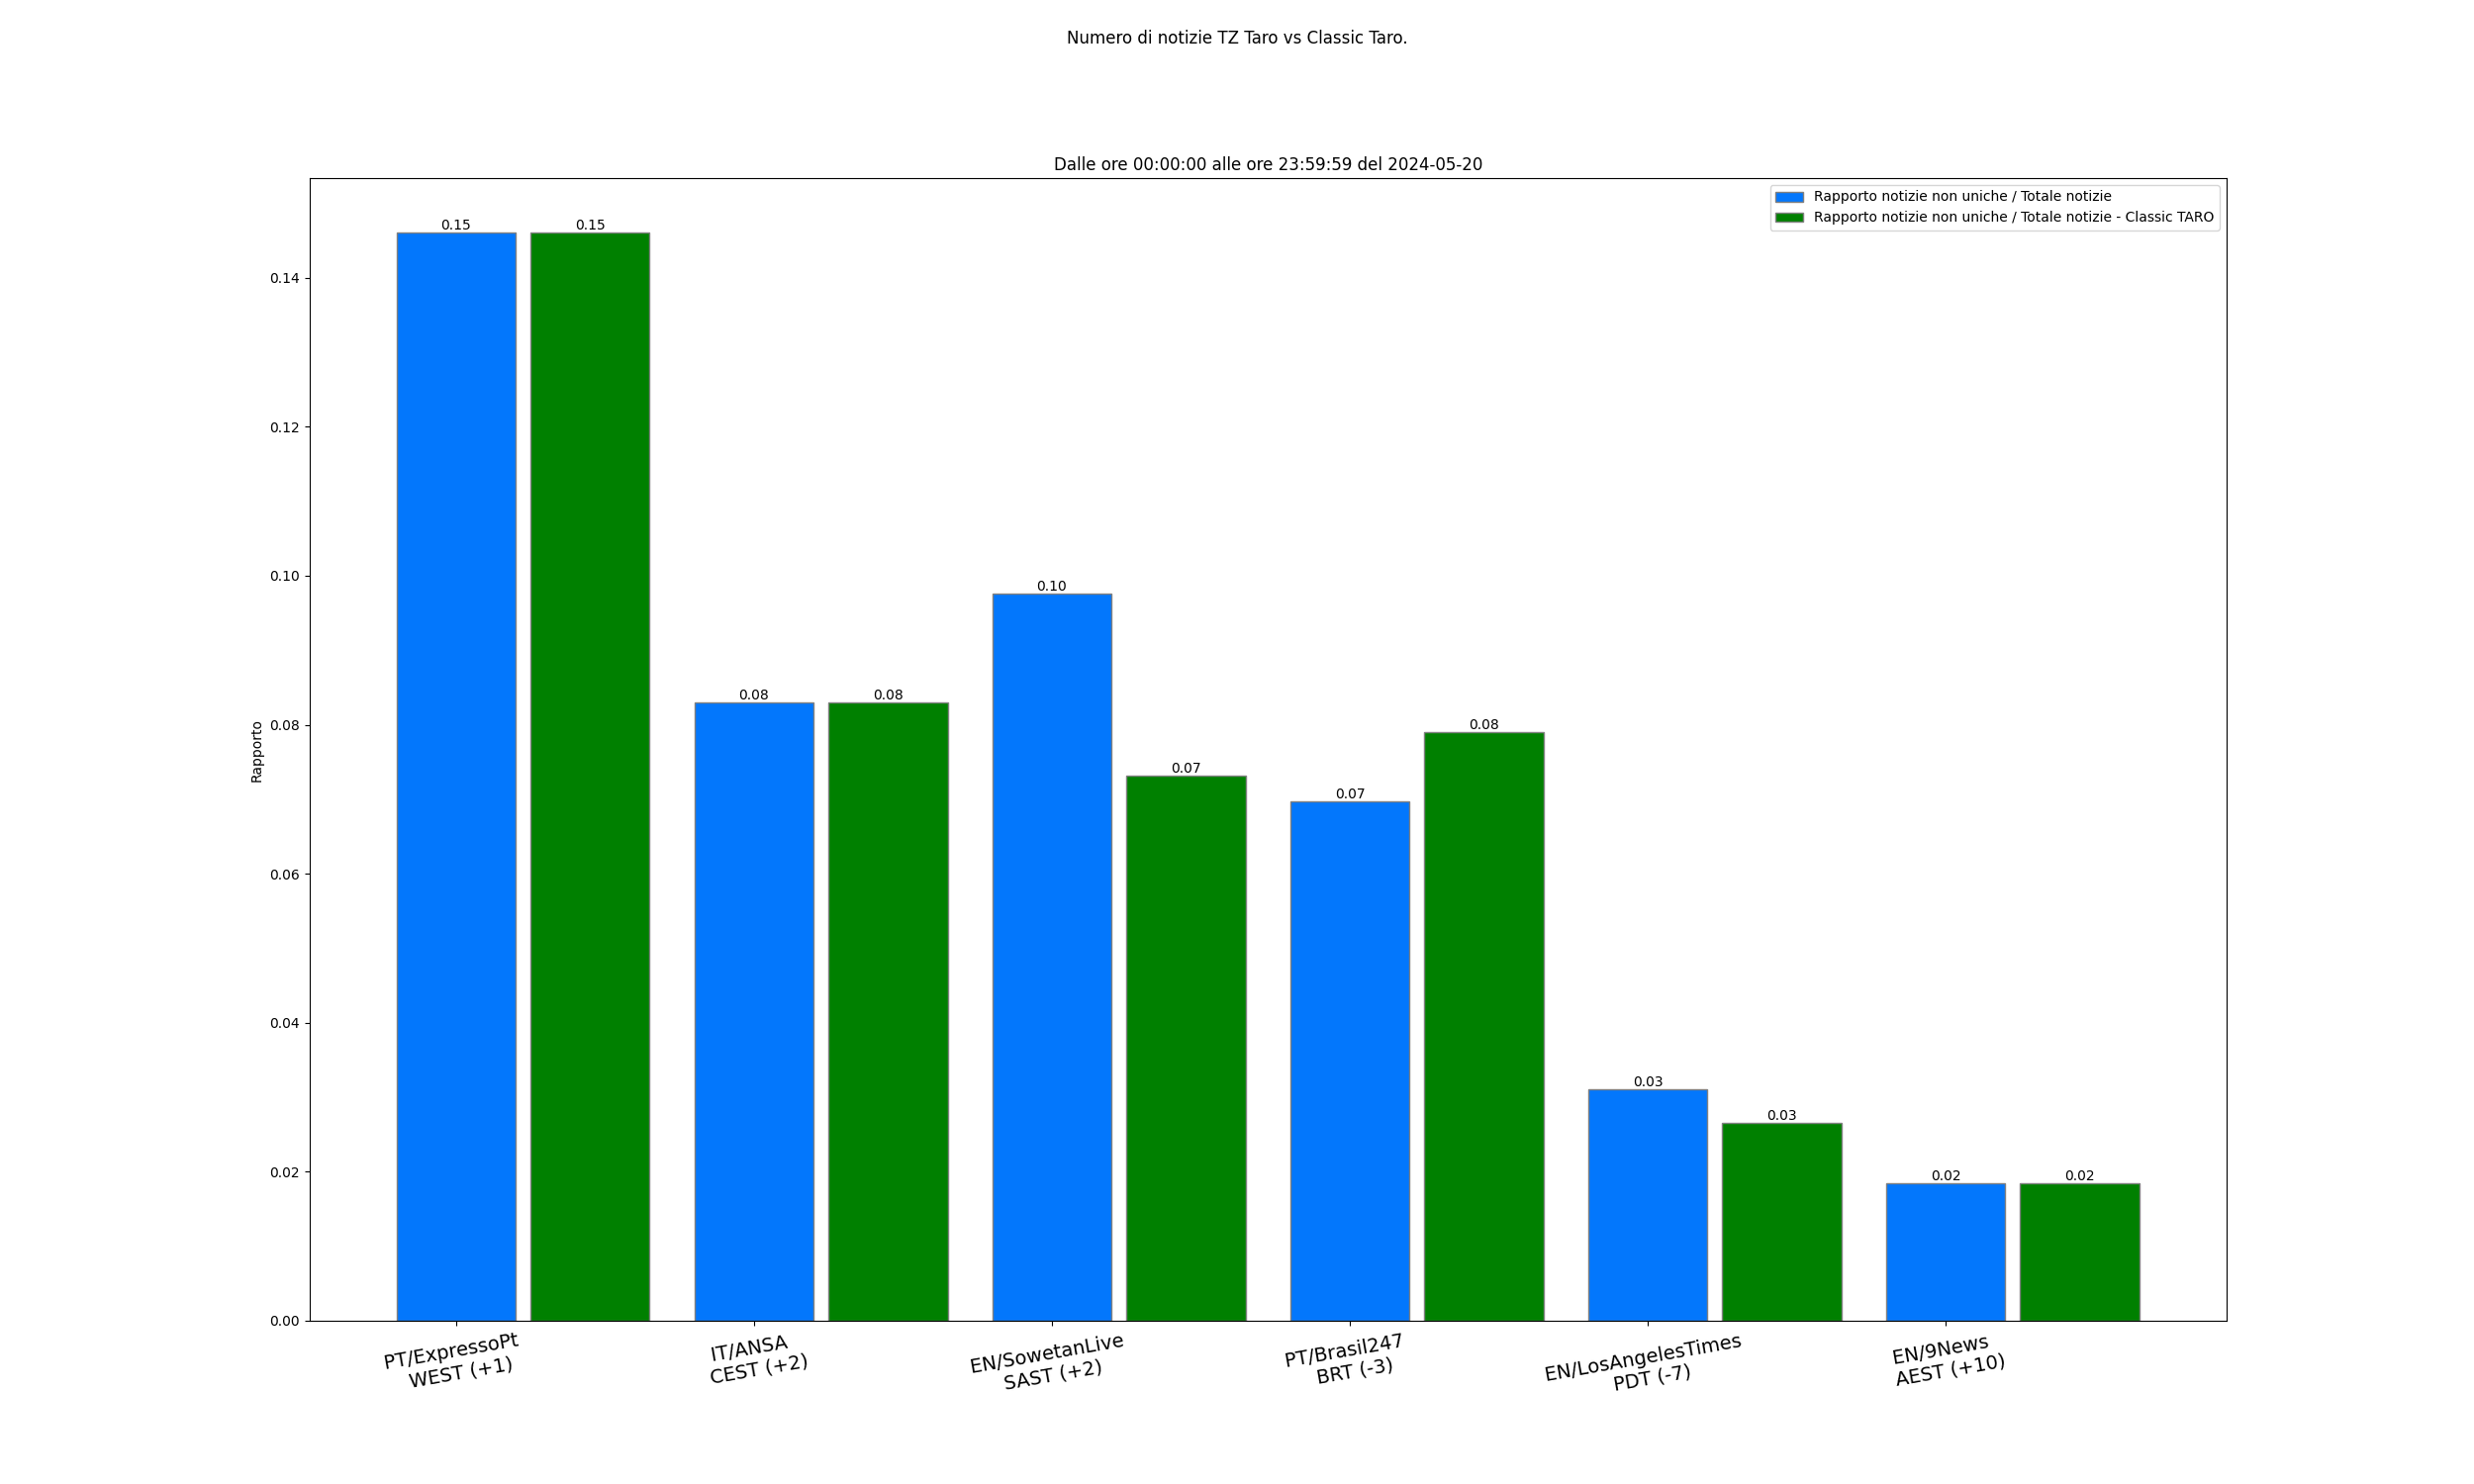 Numero di notizie TZ Taro vs Classic Taro.
Dalle ore 00:00:00 alle ore 23:59:59 del 2024-05-20
Rapporto notizie non uniche / Totale notizie
Rapporto notizie non uniche / Totale notizie - Classic TARO
Rapporto
0.14
0.12
0.10
0.08
0.06
0.04
0.02
0.00
0.15
0.15
0.08
0.08
0.10
0.07
0.07
0.08
0.03
0.03
0.02
0.02
PT/ExpressoPt
WEST (+1)
IT/ANSA
CEST (+2)
EN/SowetanLive
SAST (+2)
PT/Brasil247
BRT (-3)
EN/LosAngelesTimes
PDT (-7)
EN/9News
AEST (+10)